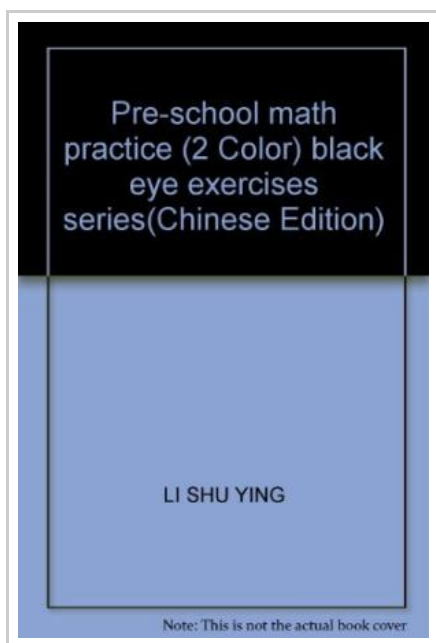 Pre-school math
practice (2 Color) black
eye exercises
series(Chinese Edition)
LI SHU YING
Note: This is not the actual book cover